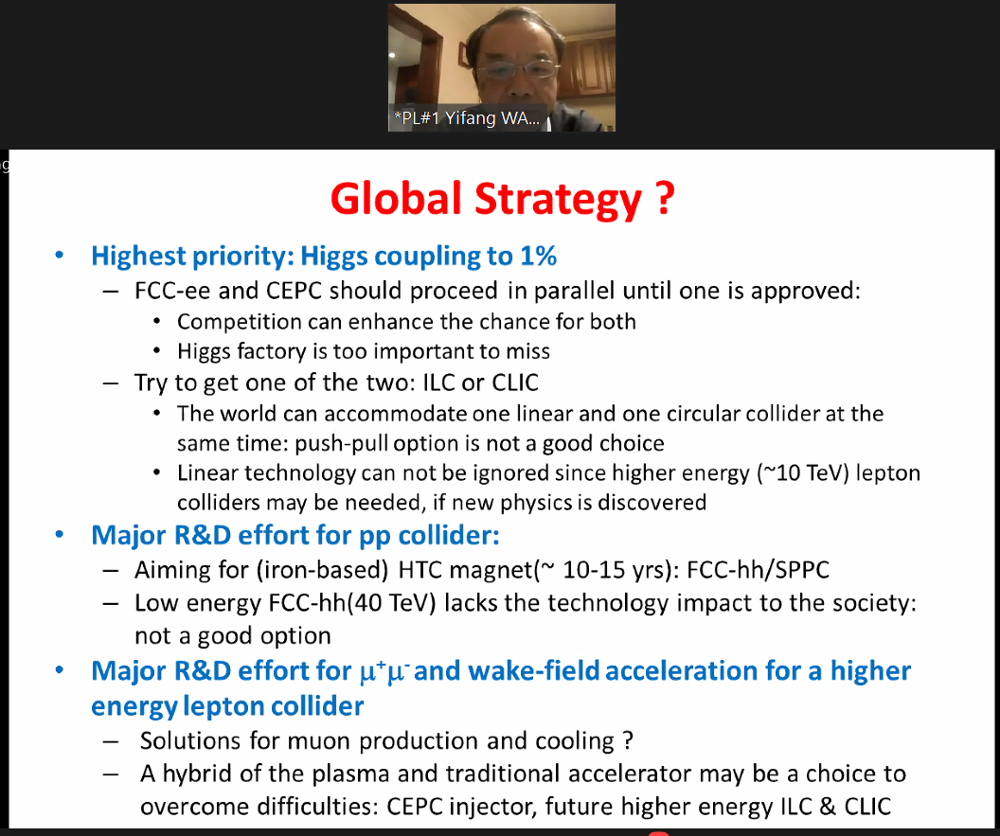 *PL#1 Yifang WA...
g
Global Strategy ?
• Highest priority: Higgs coupling to 1%
– FCC-ee and CEPC should proceed in parallel until one is approved:
• Competition can enhance the chance for both
• Higgs factory is too important to miss
– Try to get one of the two: ILC or CLIC
• The world can accommodate one linear and one circular collider at the
same time: push-pull option is not a good choice
• Linear technology can not be ignored since higher energy (~10 TeV) lepton
colliders may be needed, if new physics is discovered
• Major R&D effort for pp collider:
– Aiming for (iron-based) HTC magnet(~ 10-15 yrs): FCC-hh/SPPC
– Low energy FCC-hh(40 TeV) lacks the technology impact to the society:
not a good option
• Major R&D effort for μ⁺μ⁻ and wake-field acceleration for a higher
energy lepton collider
– Solutions for muon production and cooling ?
– A hybrid of the plasma and traditional accelerator may be a choice to
overcome difficulties: CEPC injector, future higher energy ILC & CLIC